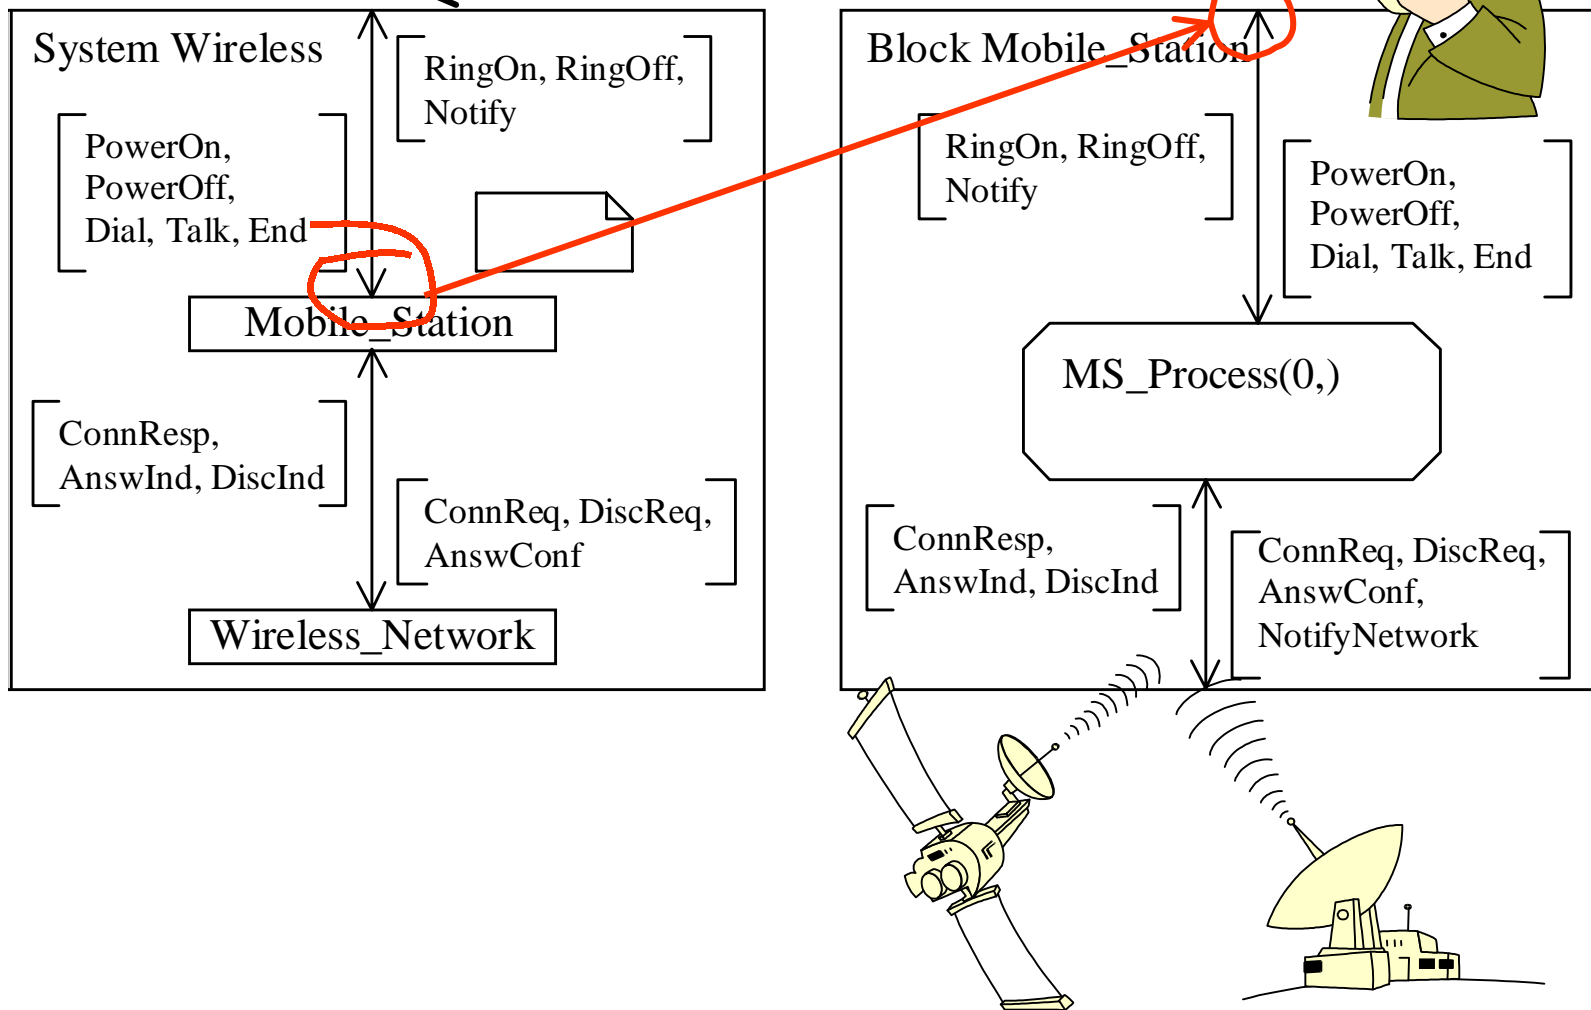 System Wireless
RingOn, RingOff,
Notify
PowerOn,
PowerOff,
Dial, Talk, End
Mobile_Station
ConnResp,
AnswInd, DiscInd
ConnReq, DiscReq,
AnswConf
Wireless_Network
Block Mobile_Station
RingOn, RingOff,
Notify
PowerOn,
PowerOff,
Dial, Talk, End
MS_Process(0,)
ConnResp,
AnswInd, DiscInd
ConnReq, DiscReq,
AnswConf,
NotifyNetwork